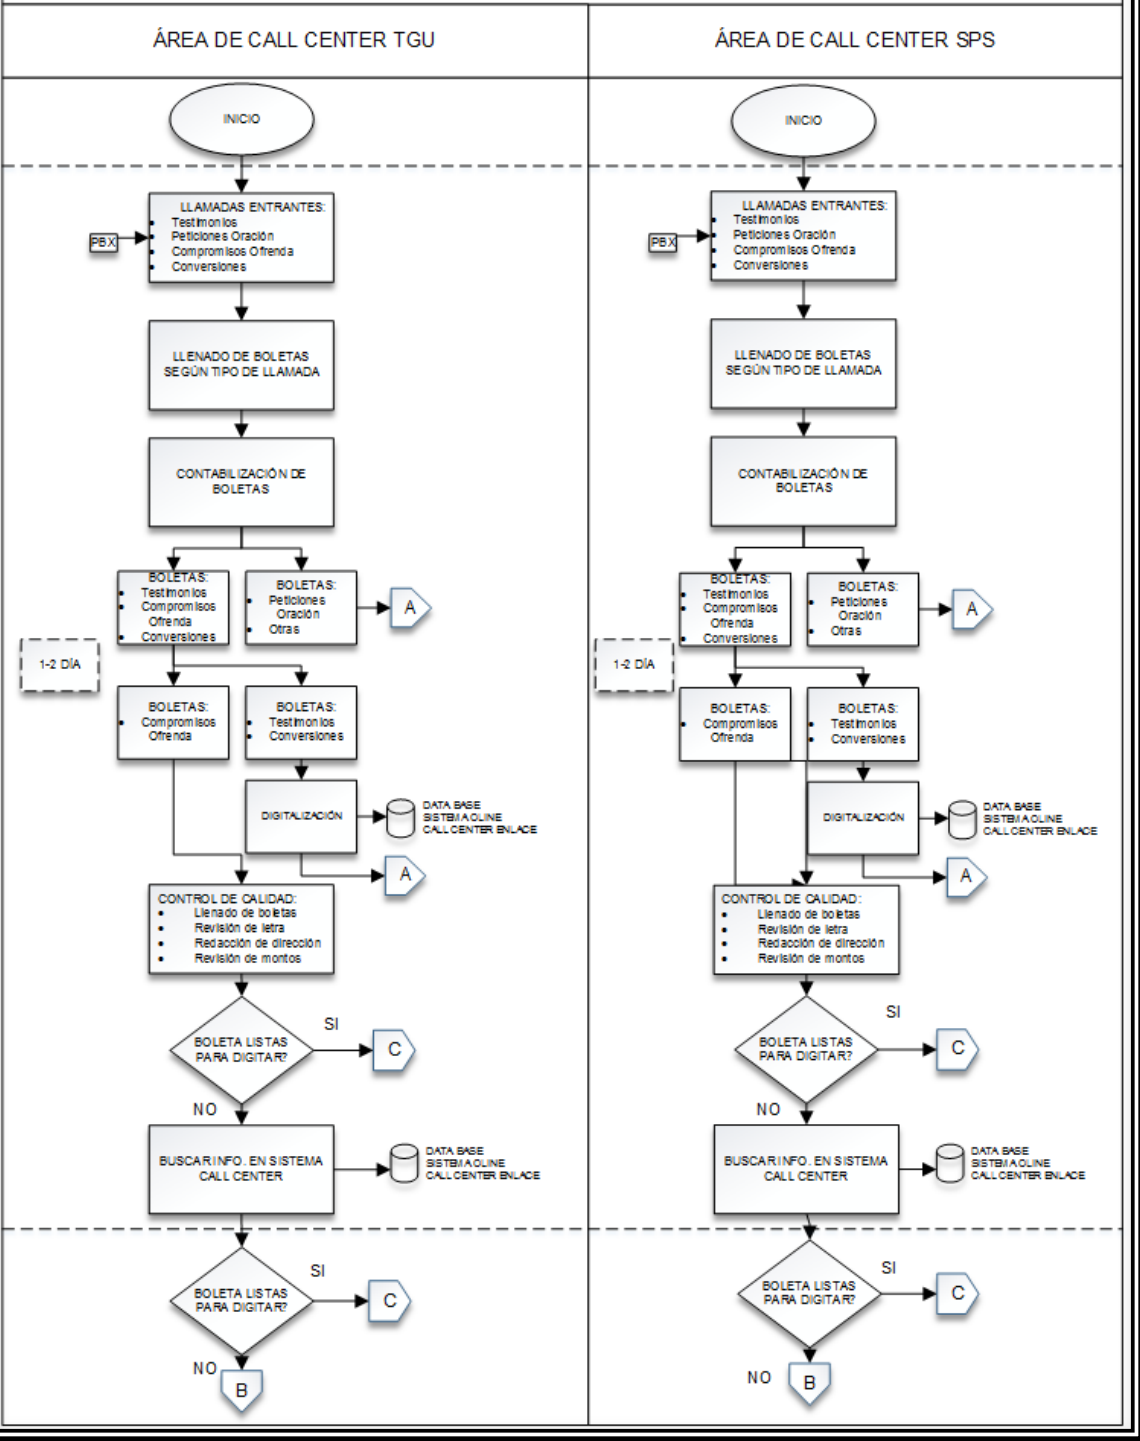 ÁREA DE CALL CENTER TGU
INICIO
LLAMADAS ENTRANTES:
• Testimonios
• Peticiones Oración
• Compromisos Ofrenda
• Conversiones
PBX
LLENADO DE BOLETAS
SEGÚN TIPO DE LLAMADA
CONTABILIZACIÓN DE
BOLETAS
BOLETAS:
• Testimonios
• Compromisos
Ofrenda
• Conversiones
BOLETAS:
• Peticiones
Oración
• Otras
A
1-2 DÍA
BOLETAS:
• Compromisos
Ofrenda
BOLETAS:
• Testimonios
• Conversiones
DIGITALIZACIÓN
DATA BASE
SISTEMA OLINE
CALL CENTER ENLACE
A
CONTROL DE CALIDAD:
• Llenado de boletas
• Revisión de letra
• Redacción de dirección
• Revisión de montos
BOLETA LISTAS
PARA DIGITAR?
SI
C
NO
BUSCAR INFO. EN SISTEMA
CALL CENTER
DATA BASE
SISTEMA OLINE
CALL CENTER ENLACE
BOLETA LISTAS
PARA DIGITAR?
SI
C
NO
B
ÁREA DE CALL CENTER SPS
INICIO
LLAMADAS ENTRANTES:
• Testimonios
• Peticiones Oración
• Compromisos Ofrenda
• Conversiones
PBX
LLENADO DE BOLETAS
SEGÚN TIPO DE LLAMADA
CONTABILIZACIÓN DE
BOLETAS
BOLETAS:
• Testimonios
• Compromisos
Ofrenda
• Conversiones
BOLETAS:
• Peticiones
Oración
• Otras
A
1-2 DÍA
BOLETAS:
• Compromisos
Ofrenda
BOLETAS:
• Testimonios
• Conversiones
DIGITALIZACIÓN
DATA BASE
SISTEMA OLINE
CALL CENTER ENLACE
A
CONTROL DE CALIDAD:
• Llenado de boletas
• Revisión de letra
• Redacción de dirección
• Revisión de montos
BOLETA LISTAS
PARA DIGITAR?
SI
C
NO
BUSCAR INFO. EN SISTEMA
CALL CENTER
DATA BASE
SISTEMA OLINE
CALL CENTER ENLACE
BOLETA LISTAS
PARA DIGITAR?
SI
C
NO
B